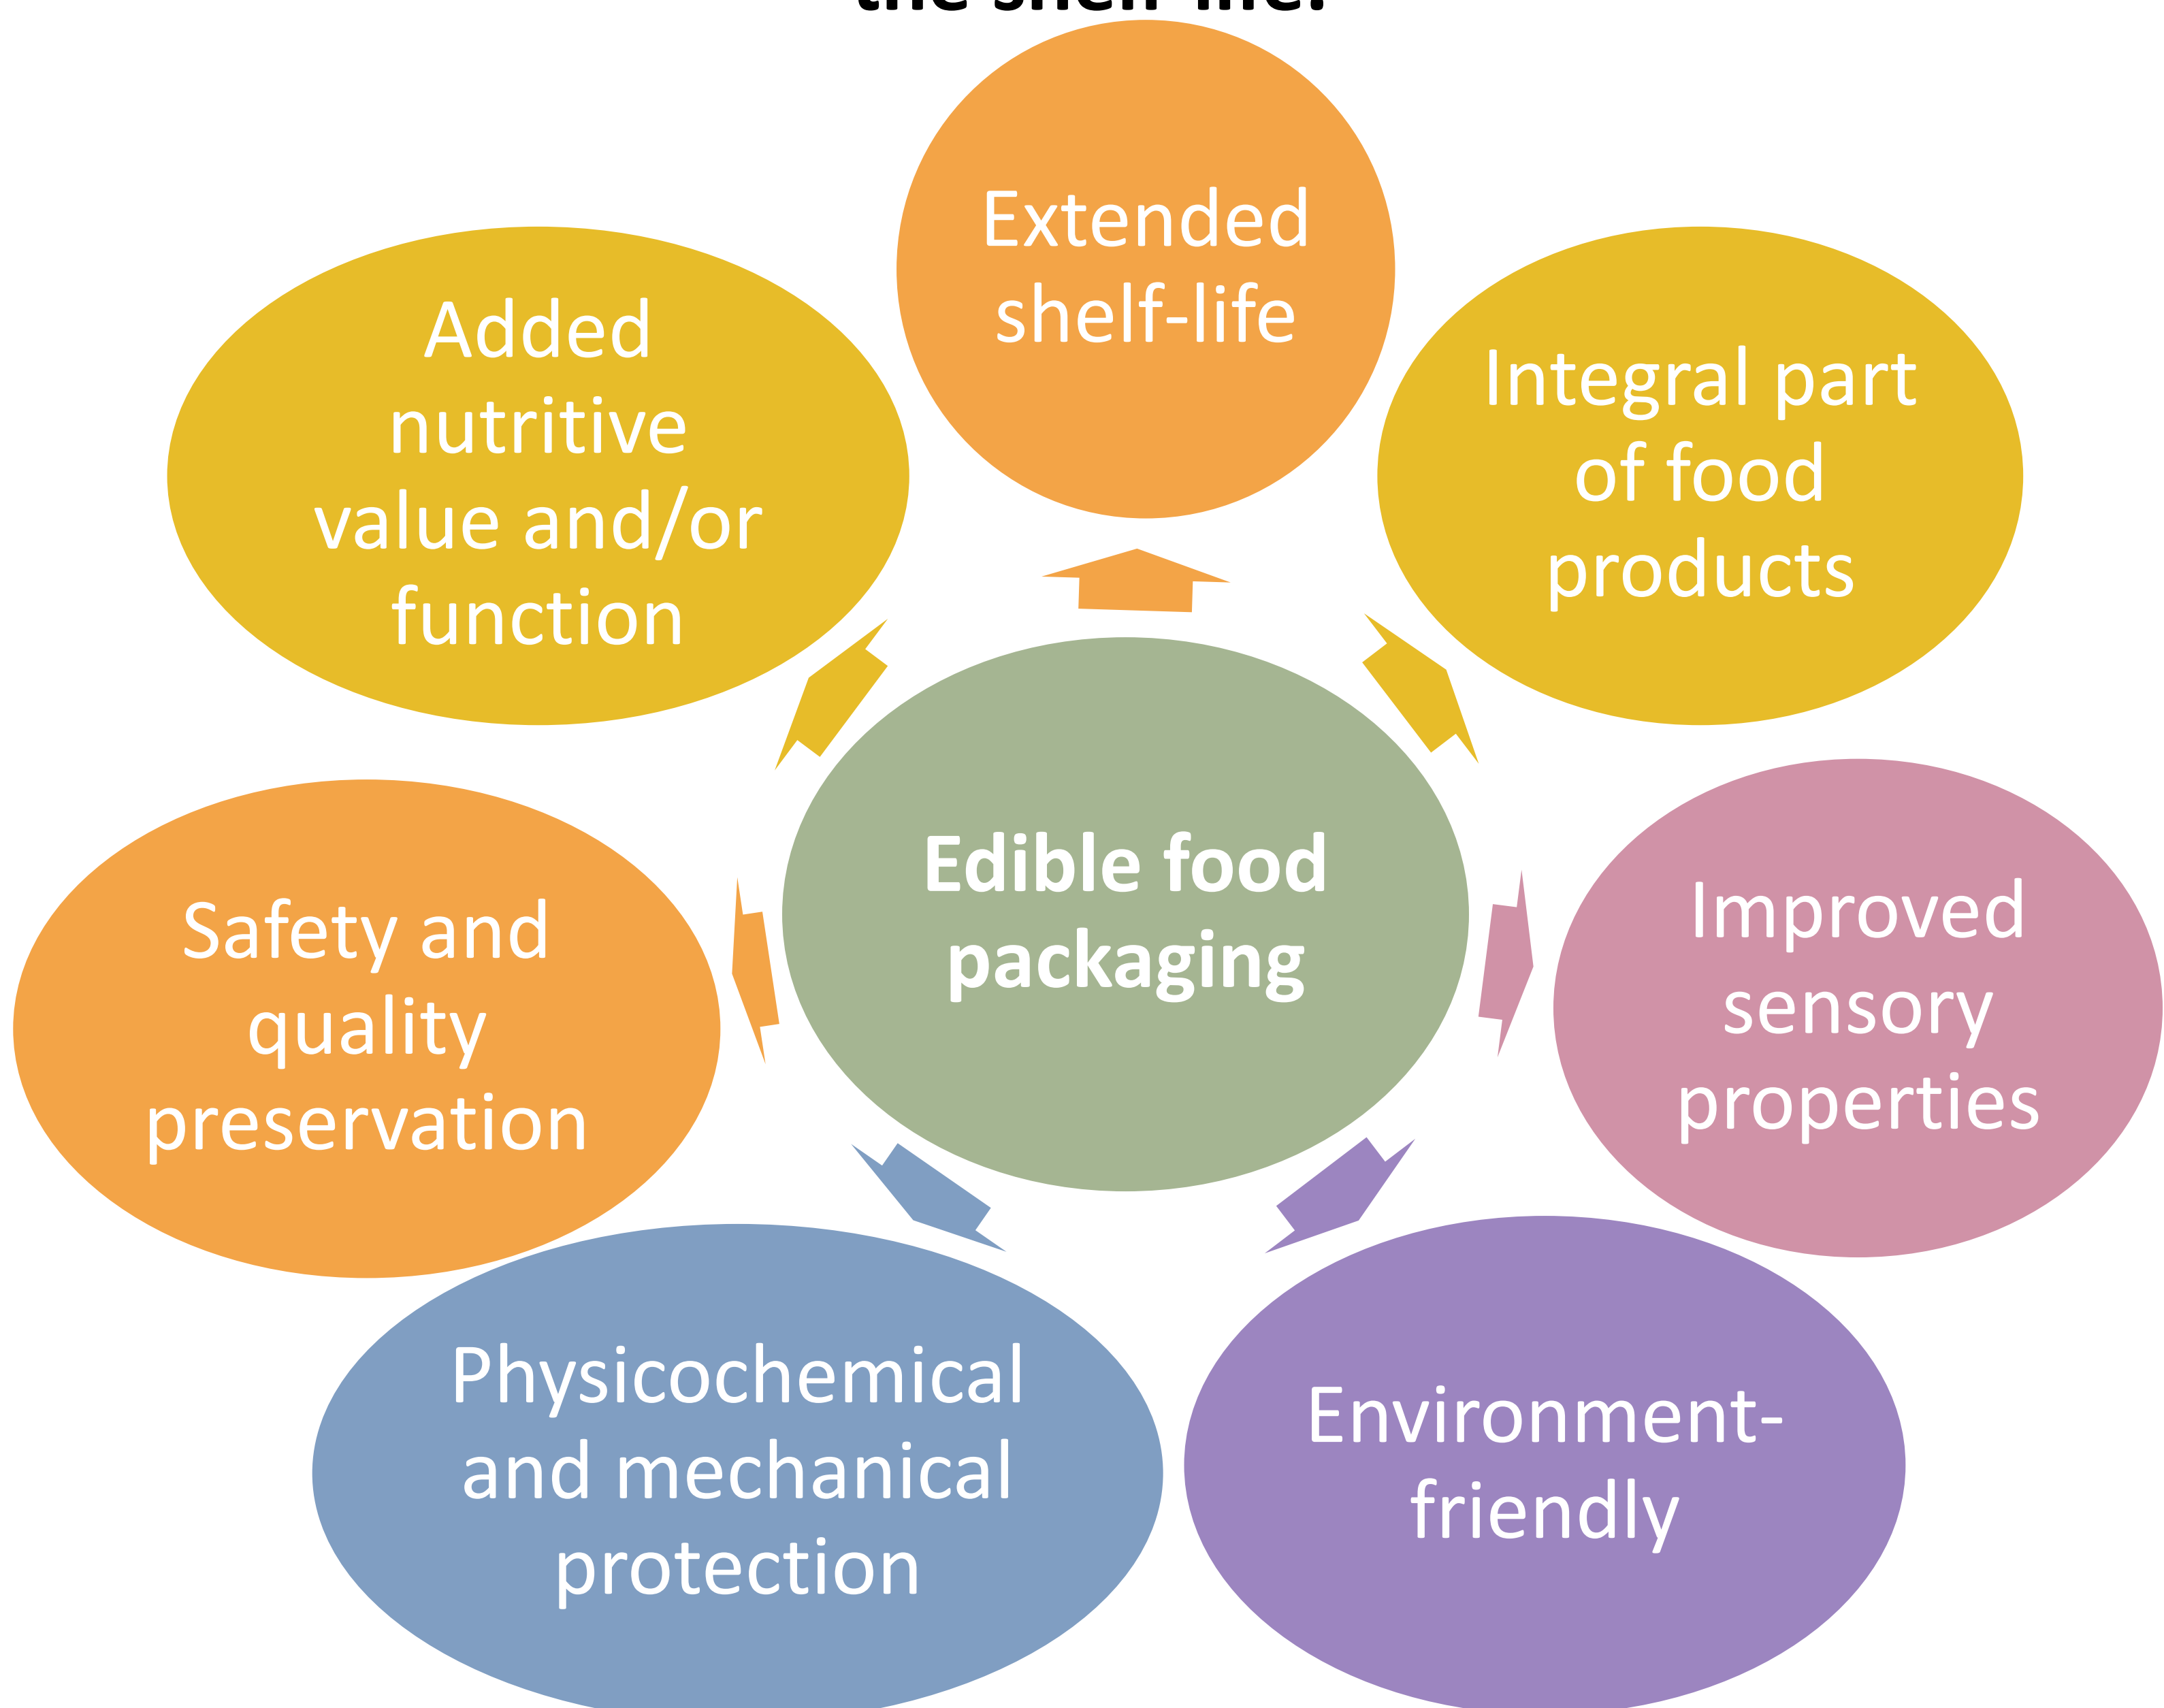 Extended
shelf-life
Integral part
of food
products
Improved
sensory
properties
Environment-
friendly
Physicochemical
and mechanical
protection
Safety and
quality
preservation
Added
nutritive
value and/or
function
Edible food
packaging